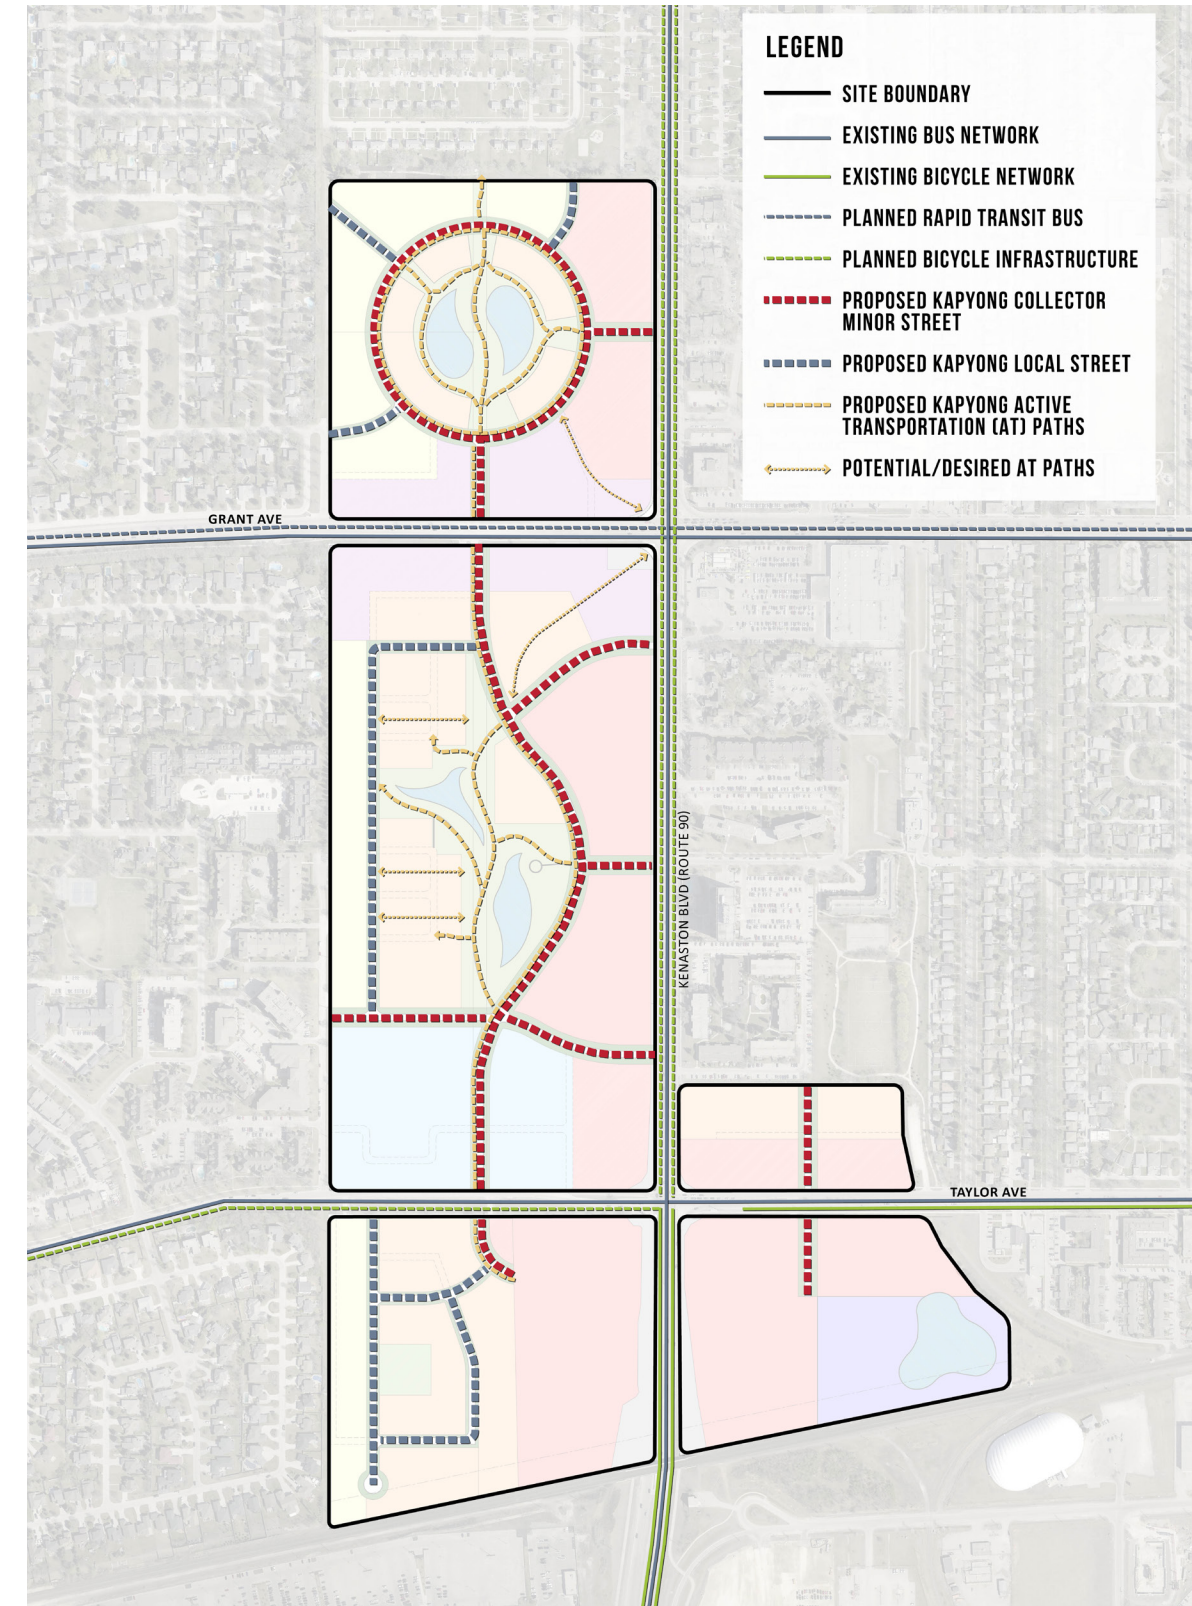 LEGEND
SITE BOUNDARY
EXISTING BUS NETWORK
EXISTING BICYCLE NETWORK
PLANNED RAPID TRANSIT BUS
PLANNED BICYCLE INFRASTRUCTURE
PROPOSED KAPYONG COLLECTOR
MINOR STREET
PROPOSED KAPYONG LOCAL STREET
PROPOSED KAPYONG ACTIVE
TRANSPORTATION (AT) PATHS
POTENTIAL/DESIRED AT PATHS
GRANT AVE
KENASTON BLVD (ROUTE 90)
TAYLOR AVE